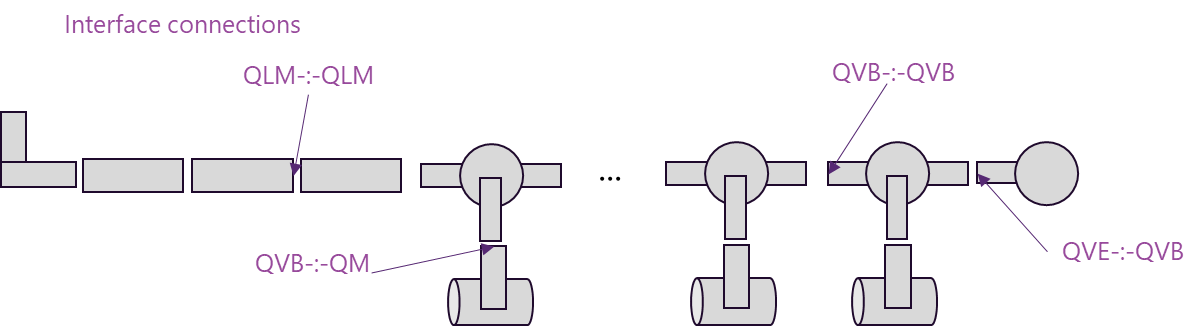 Interface connections
QLM-:-QLM
QVB-:-QVB
...
QVB-:-QM
QVE-:-QVB